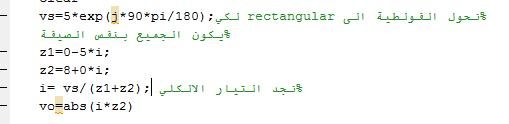 vs=5*exp(j*90*pi/180);%نحول الفولطية الى rectangular لكي
%يكون الجميع بنفس الصيغة
z1=0-5*i;
z2=8+0*i;
i= vs/(z1+z2);%نجد التيار الالكلي
vo=abs(i*z2)